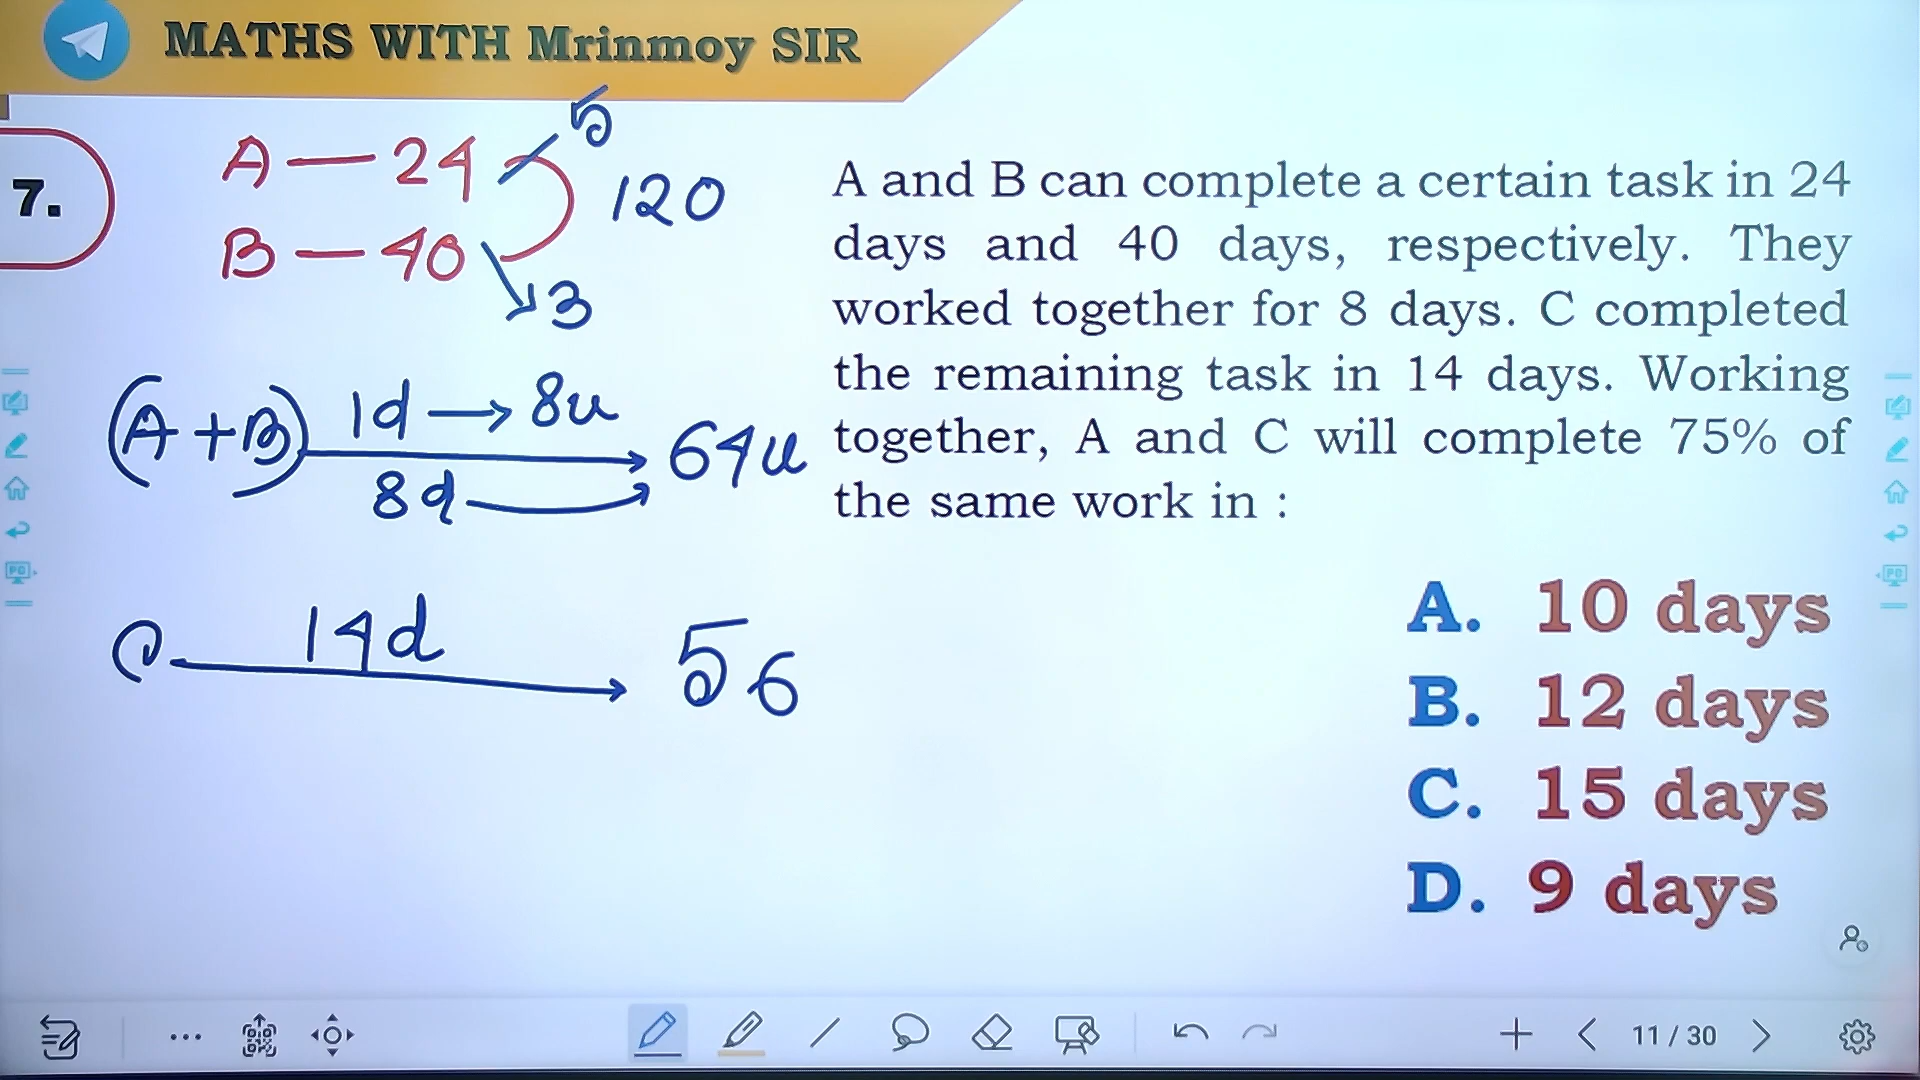 MATHS WITH Mrinmoy SIR
7.
A — 24
5
120
B — 40
3
A and B can complete a certain task in 24
days and 40 days, respectively. They
worked together for 8 days. C completed
the remaining task in 14 days. Working
together, A and C will complete 75% of
the same work in :
(A+B) 1d → 8u
8d
64u
C 14d → 56
A. 10 days
B. 12 days
C. 15 days
D. 9 days
11 / 30